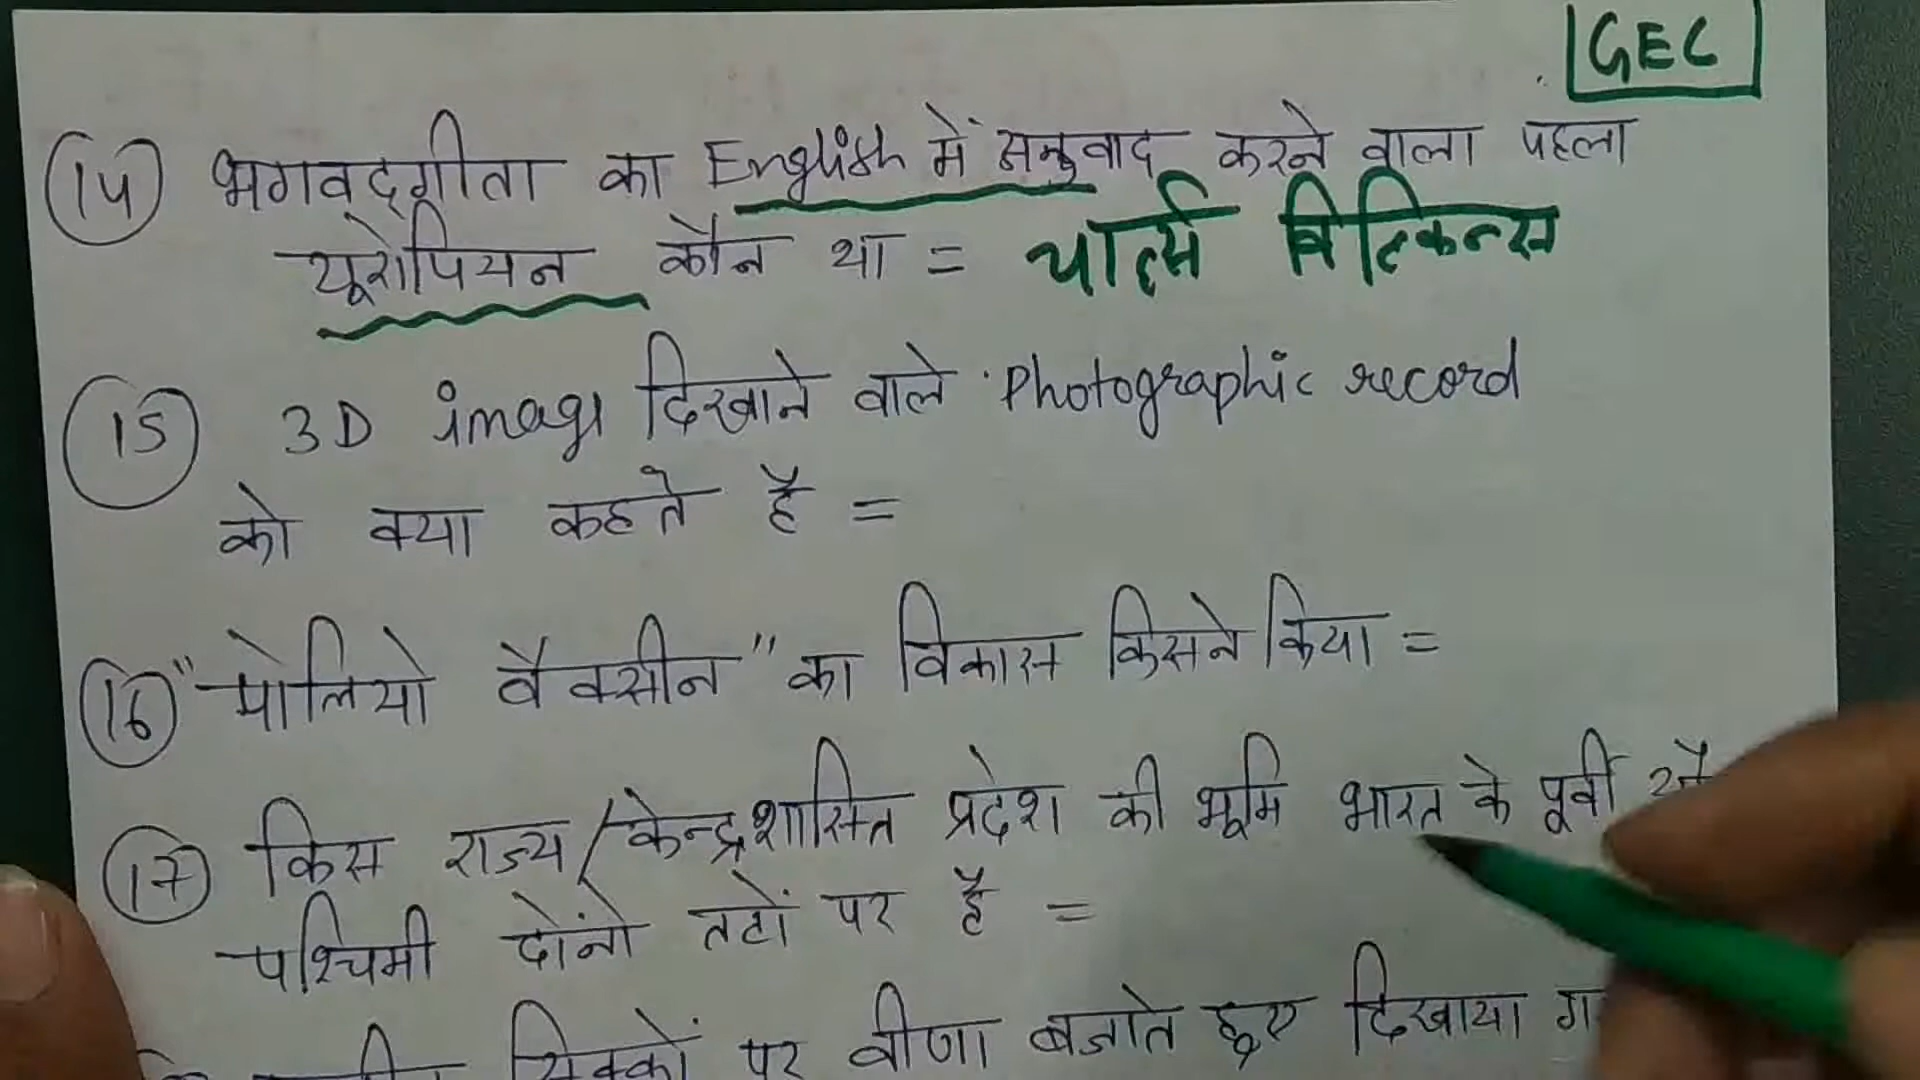 GEC
(14) भगवद्गीता का English में अनुवाद करने वाला पहला
यूरोपियन कौन था = चार्ल्स विल्किन्स
(15) 3D image दिखाने वाले Photographic record
को क्या कहते है =
(16) "पोलियो वैक्सीन" का विकास किसने किया =
(17) किस राज्य/केन्द्रशासित प्रदेश की भूमि भारत के पूर्वी
पश्चिमी दोंनो तटों पर है =
सिक्कों पर वीणा बजाते हुए दिखाया